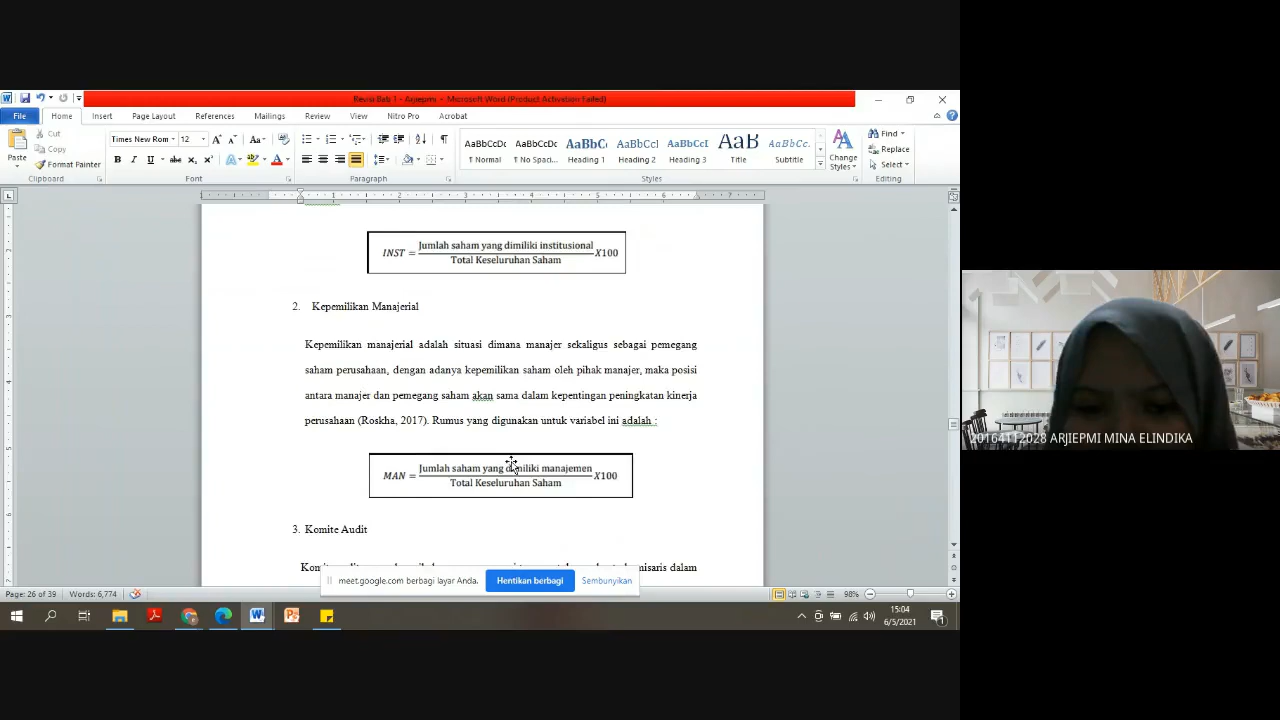 Revisi Bab 1 - Arjiepmi - Microsoft Word (Product Activation Failed)
File Home Insert Page Layout References Mailings Review View Nitro Pro Acrobat
Cut
Copy
Format Painter
Paste
Clipboard
Times New Rom 12
Font
Paragraph
AaBbCcDc AaBbCcDc AaBbC AaBbCc AaBbCcI AaB AaBbCc.
¶ Normal ¶ No Spac... Heading 1 Heading 2 Heading 3 Title Subtitle
Styles
Change Styles
Find
Replace
Select
Editing
INST = Jumlah saham yang dimiliki institusional
Total Keseluruhan Saham X100
2. Kepemilikan Manajerial
Kepemilikan manajerial adalah situasi dimana manajer sekaligus sebagai pemegang
saham perusahaan, dengan adanya kepemilikan saham oleh pihak manajer, maka posisi
antara manajer dan pemegang saham akan sama dalam kepentingan peningkatan kinerja
perusahaan (Roskha, 2017). Rumus yang digunakan untuk variabel ini adalah :
MAN = Jumlah saham yang dimiliki manajemen
Total Keseluruhan Saham X100
3. Komite Audit
meet.google.com berbagi layar Anda. Hentikan berbagi Sembunyikan
Page: 26 of 39 Words: 6,774 98%
15:04
6/5/2021
20164112028 ARJIEPMI MINA ELINDIKA